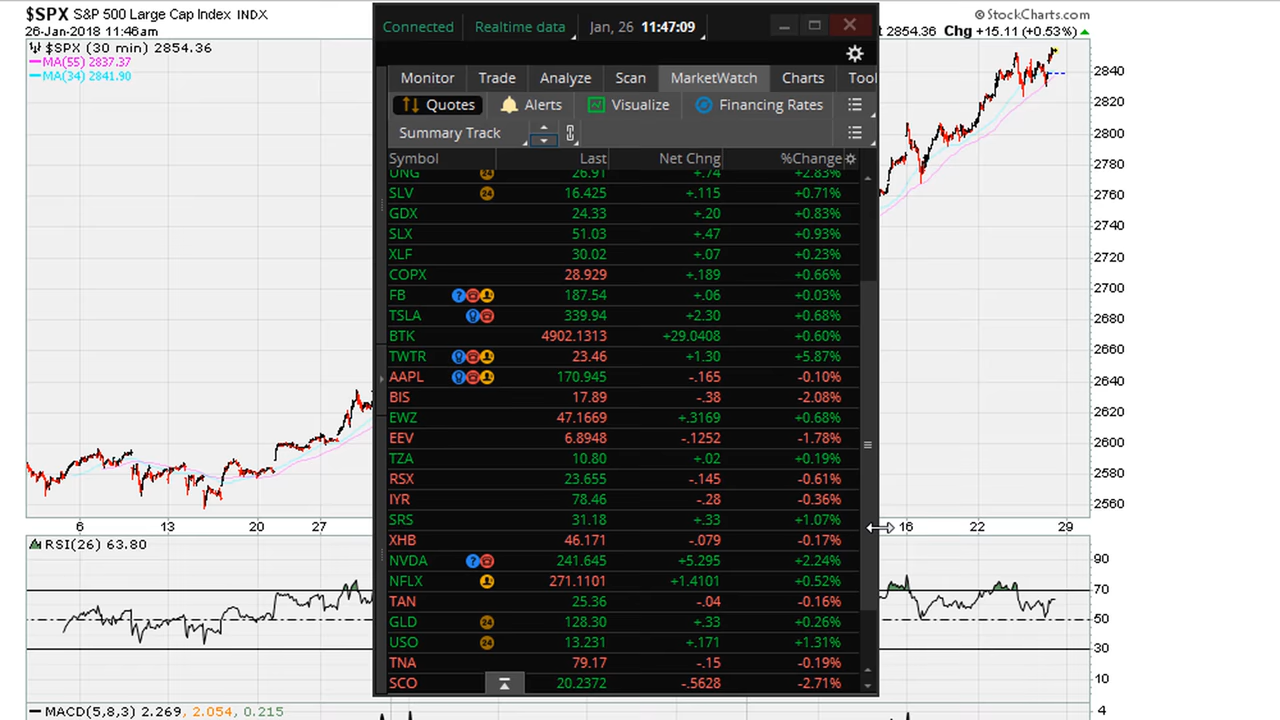 $SPX S&P 500 Large Cap Index INDX
© StockCharts.com
26-Jan-2018 11:46am
2854.36 Chg +15.11 (+0.53%)
$SPX (30 min) 2854.36
MA(55) 2837.37
MA(34) 2841.90
Connected Realtime data Jan, 26 11:47:09
Monitor Trade Analyze Scan MarketWatch Charts Tool
Quotes Alerts Visualize Financing Rates
Summary Track
Symbol Last Net Chng %Change
UNG 24 26.91 +.74 +2.83%
SLV 24 16.425 +.115 +0.71%
GDX 24.33 +.20 +0.83%
SLX 51.03 +.47 +0.93%
XLF 30.02 +.07 +0.23%
COPX 28.929 +.189 +0.66%
FB 187.54 +.06 +0.03%
TSLA 339.94 +2.30 +0.68%
BTK 4902.1313 +29.0408 +0.60%
TWTR 23.46 +1.30 +5.87%
AAPL 170.945 -.165 -0.10%
BIS 17.89 -.38 -2.08%
EWZ 47.1669 +.3169 +0.68%
EEV 6.8948 -.1252 -1.78%
TZA 10.80 +.02 +0.19%
RSX 23.655 -.145 -0.61%
IYR 78.46 -.28 -0.36%
SRS 31.18 +.33 +1.07%
XHB 46.171 -.079 -0.17%
NVDA 241.645 +5.295 +2.24%
NFLX 271.1101 +1.4101 +0.52%
TAN 25.36 -.04 -0.16%
GLD 24 128.30 +.33 +0.26%
USO 24 13.231 +.171 +1.31%
TNA 79.17 -.15 -0.19%
SCO 20.2372 -.5628 -2.71%
2840
2820
2800
2780
2760
2740
2720
2700
2680
2660
2640
2620
2600
2580
2560
6 13 20 27 16 22 29
RSI(26) 63.80
90
70
50
30
10
MACD(5,8,3) 2.269, 2.054, 0.215
4